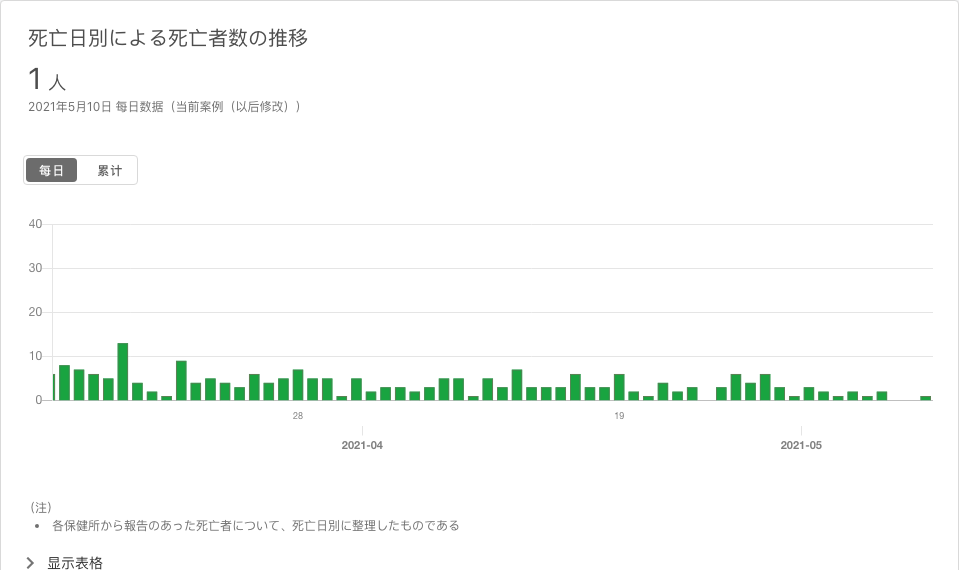 死亡日別による死亡者数の推移
1 人
2021年5月10日 每日数据（当前案例（以后修改））
每日 累计
40
30
20
10
0
28 19
2021-04 2021-05
（注）
• 各保健所から報告のあった死亡者について、死亡日別に整理したものである
显示表格